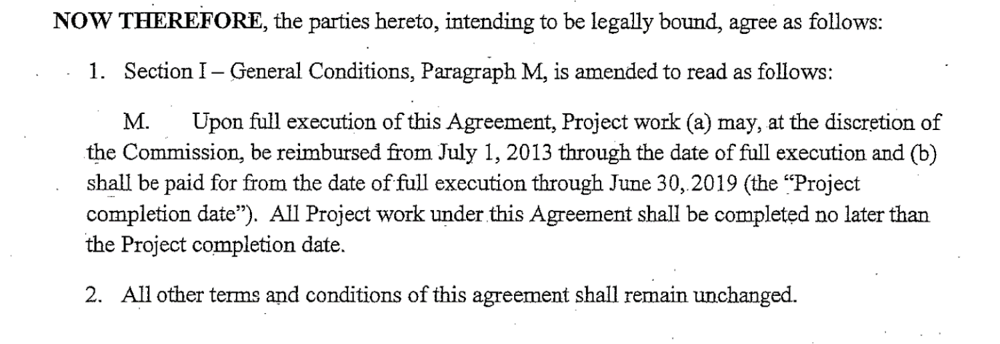 NOW THEREFORE, the parties hereto, intending to be legally bound, agree as follows:
1. Section I – General Conditions, Paragraph M, is amended to read as follows:
M. Upon full execution of this Agreement, Project work (a) may, at the discretion of
the Commission, be reimbursed from July 1, 2013 through the date of full execution and (b)
shall be paid for from the date of full execution through June 30, 2019 (the “Project
completion date”). All Project work under this Agreement shall be completed no later than
the Project completion date.
2. All other terms and conditions of this agreement shall remain unchanged.